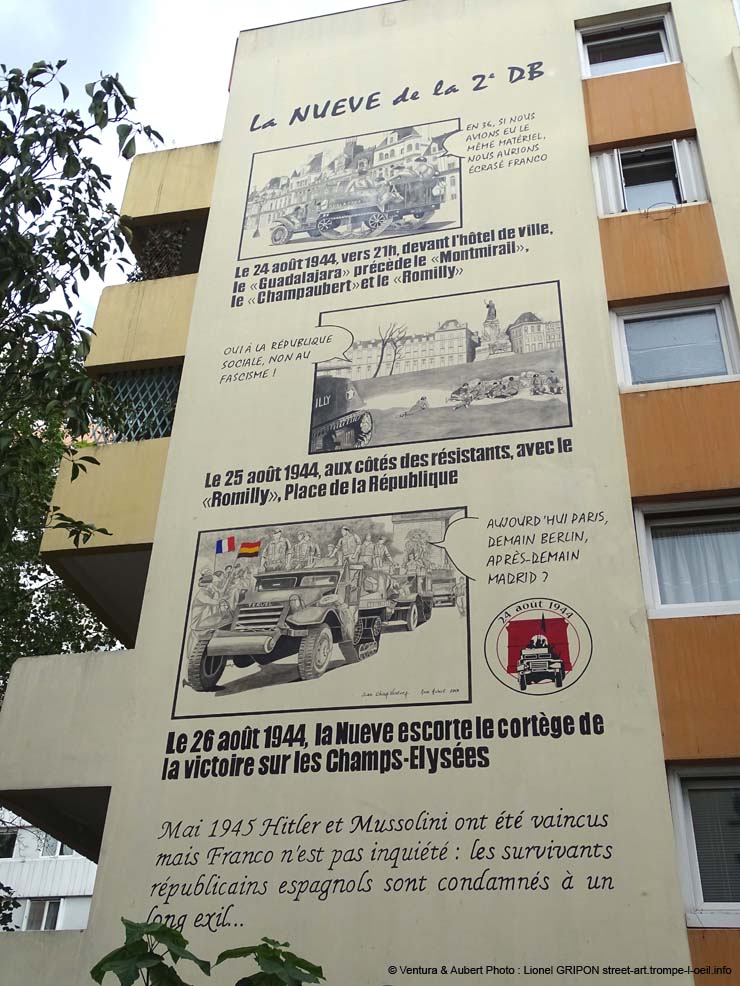 La NUEVE de la 2e DB
EN 36, SI NOUS
AVIONS EU LE
MÊME MATÉRIEL,
NOUS AURIONS
ÉCRASÉ FRANCO
Le 24 août 1944, vers 21h, devant l'hôtel de ville,
le «Guadalajara» précède le «Montmirail»,
le «Champaubert» et le «Romilly»
OUI À LA RÉPUBLIQUE
SOCIALE, NON AU
FASCISME !
ILLY
Le 25 août 1944, aux côtés des résistants, avec le
«Romilly», Place de la République
AUJOURD'HUI PARIS,
DEMAIN BERLIN,
APRÈS-DEMAIN
MADRID ?
TERUEL
24 août 1944
Le 26 août 1944, la Nueve escorte le cortège de
la victoire sur les Champs-Elysées
Mai 1945 Hitler et Mussolini ont été vaincus
mais Franco n'est pas inquiété : les survivants
républicains espagnols sont condamnés à un
long exil...
© Ventura & Aubert Photo : Lionel GRIPON street-art.trompe-l-oeil.info